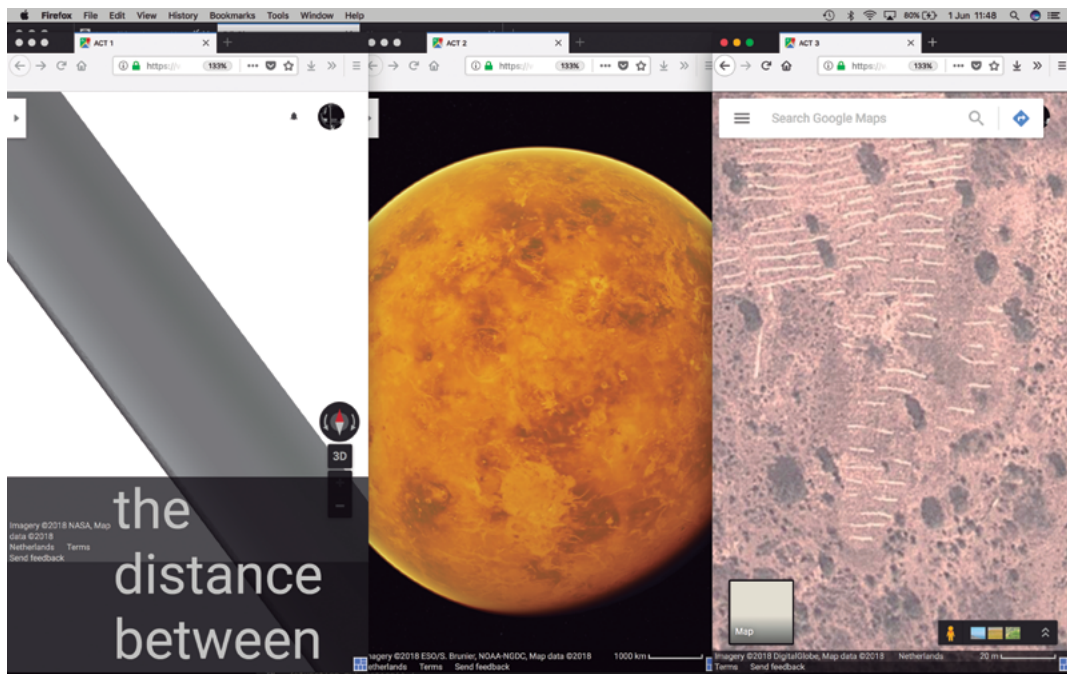 Firefox File Edit View History Bookmarks Tools Window Help
80% 1 Jun 11:48
ACT 1
https://
133%
Imagery ©2018 NASA, Map
data ©2018
Netherlands Terms
Send feedback
3D
the
distance
between
ACT 2
https://
133%
Imagery ©2018 ESO/S. Brunier, NOAA-NGDC, Map data ©2018 1000 km
etherlands Terms Send feedback
ACT 3
https://
133%
Search Google Maps
Map
Imagery ©2018 DigitalGlobe, Map data ©2018 Netherlands 20 m
Terms Send feedback